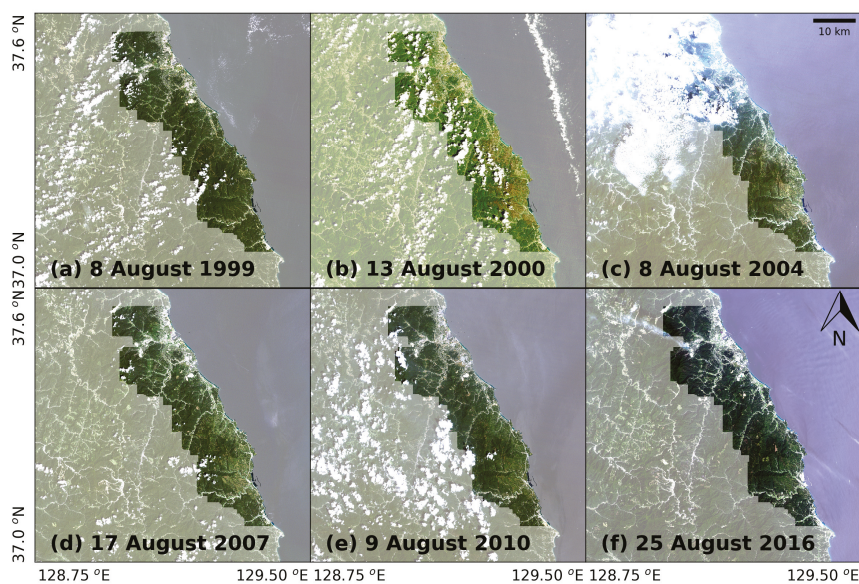 37.6 °N
10 km
37.0 °N
(a) 8 August 1999
(b) 13 August 2000
(c) 8 August 2004
37.6 °N
N
37.0 °N
(d) 17 August 2007
(e) 9 August 2010
(f) 25 August 2016
128.75 °E
129.50 °E
128.75 °E
129.50 °E
128.75 °E
129.50 °E